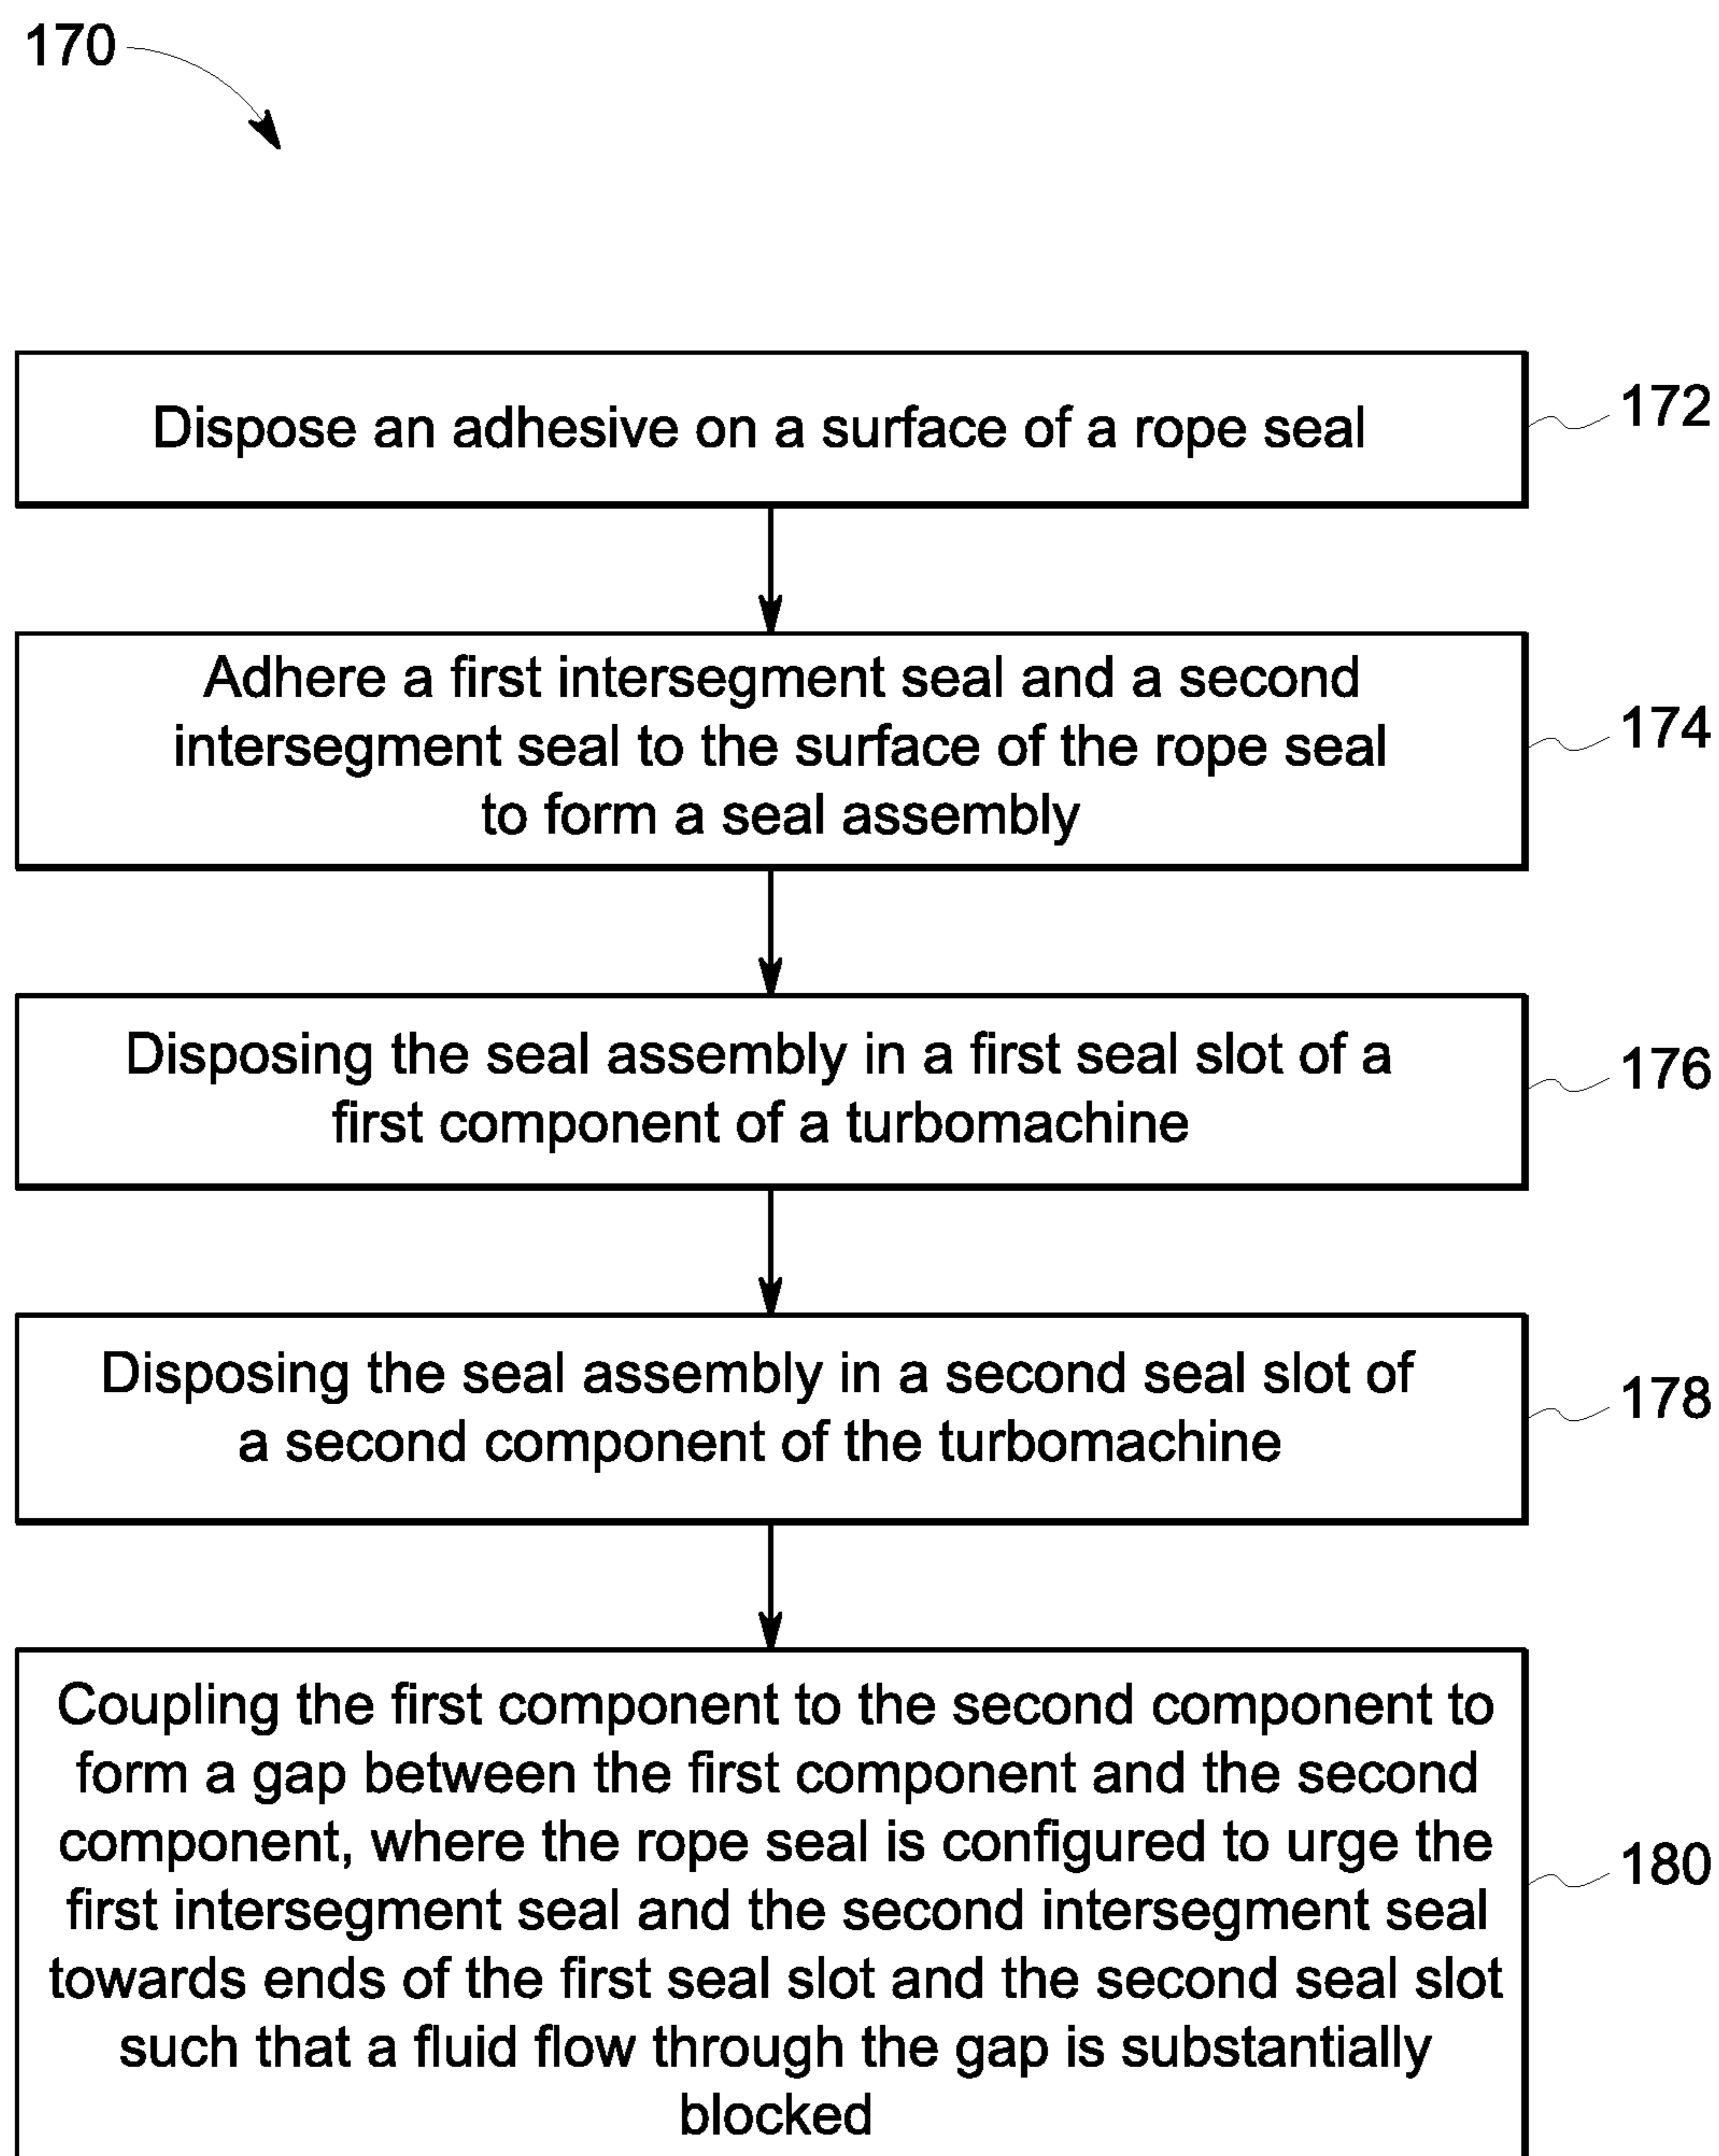 170
Dispose an adhesive on a surface of a rope seal
172
Adhere a first intersegment seal and a second
intersegment seal to the surface of the rope seal
to form a seal assembly
174
Disposing the seal assembly in a first seal slot of a
first component of a turbomachine
176
Disposing the seal assembly in a second seal slot of
a second component of the turbomachine
178
Coupling the first component to the second component to
form a gap between the first component and the second
component, where the rope seal is configured to urge the
first intersegment seal and the second intersegment seal
towards ends of the first seal slot and the second seal slot
such that a fluid flow through the gap is substantially
blocked
180